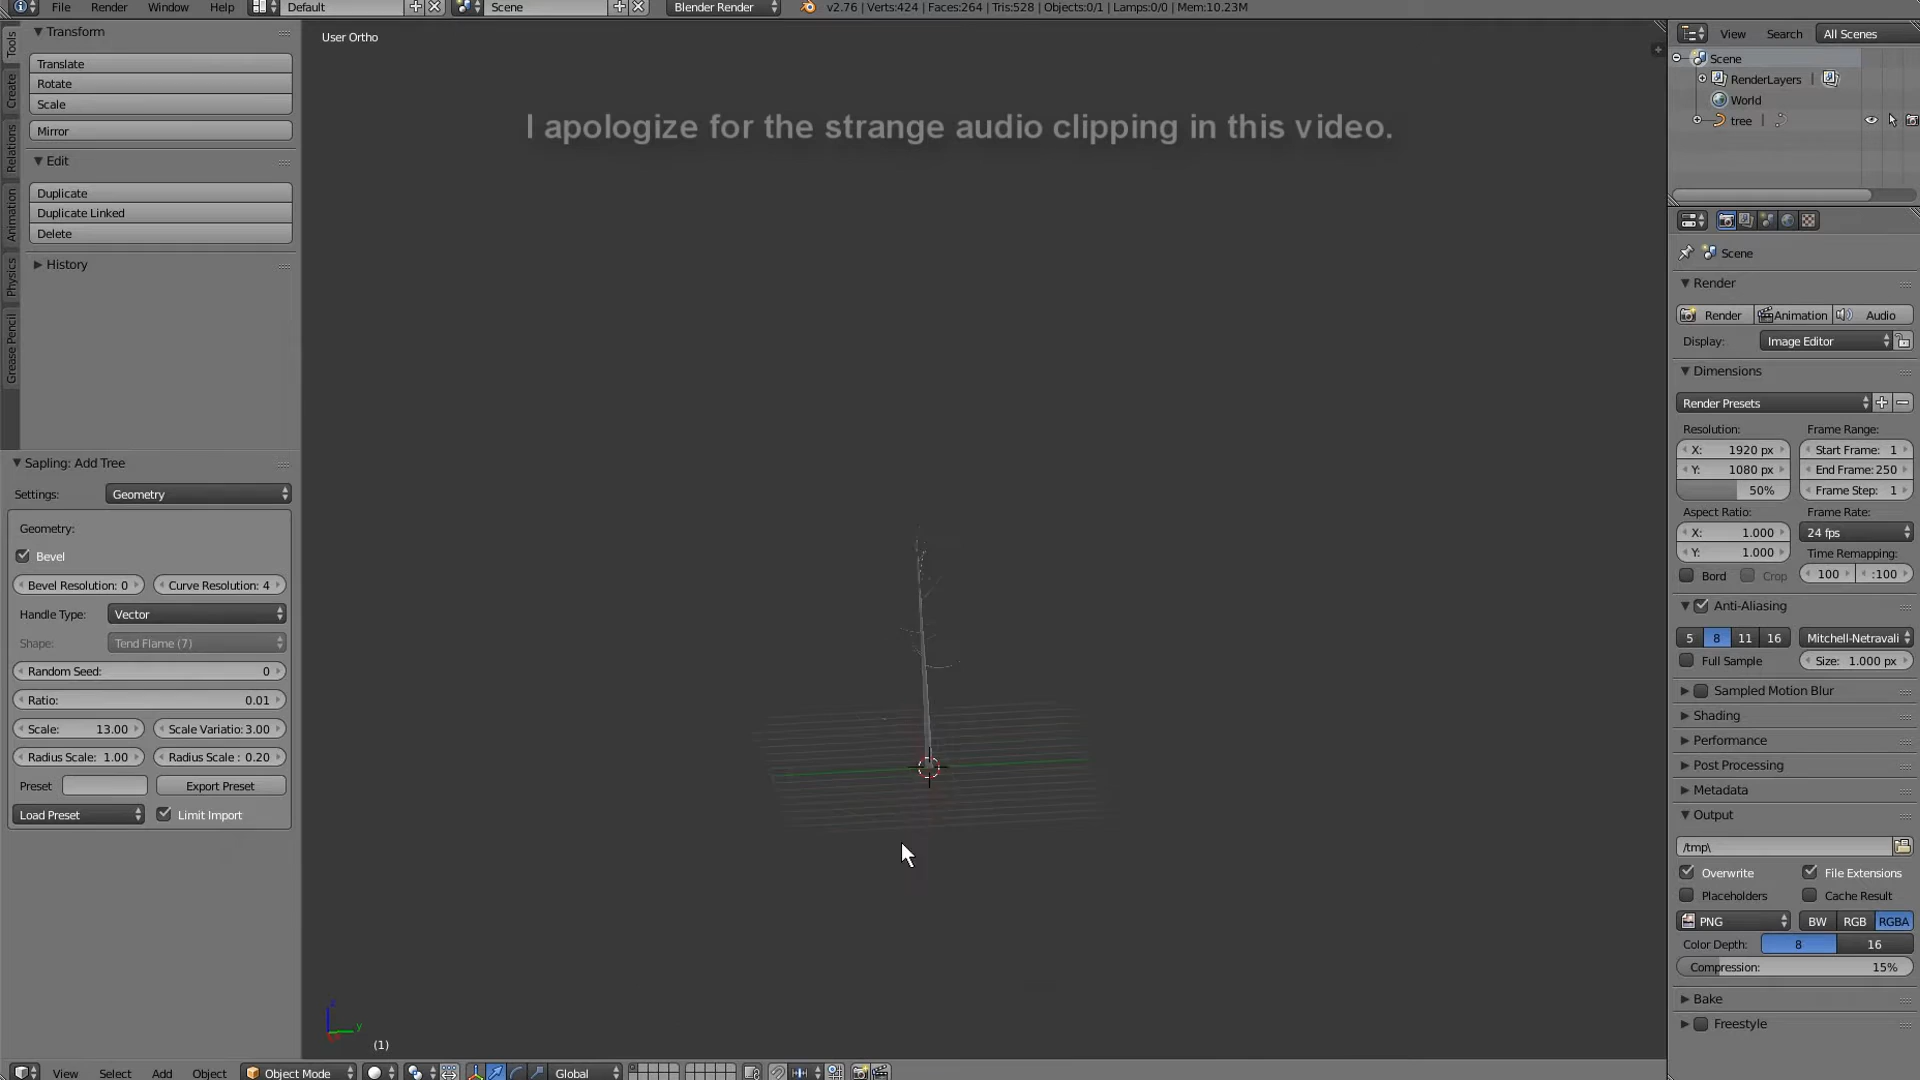 File Render Window Help Default Scene Blender Render v2.76 | Verts:424 | Faces:264 | Tris:528 | Objects:0/1 | Lamps:0/0 | Mem:10.23M
Tools
Create
Relations
Animation
Physics
Grease Pencil
Transform
Translate
Rotate
Scale
Mirror
Edit
Duplicate
Duplicate Linked
Delete
History
Sapling: Add Tree
Settings: Geometry
Geometry:
Bevel
Bevel Resolution: 0 Curve Resolution: 4
Handle Type: Vector
Shape: Tend Flame (7)
Random Seed: 0
Ratio: 0.01
Scale: 13.00 Scale Variatio: 3.00
Radius Scale: 1.00 Radius Scale : 0.20
Preset Export Preset
Load Preset Limit Import
User Ortho
I apologize for the strange audio clipping in this video.
z
y
(1)
View Select Add Object Object Mode Global
View Search All Scenes
Scene
RenderLayers |
World
tree |
Scene
Render
Render Animation Audio
Display: Image Editor
Dimensions
Render Presets
Resolution: Frame Range:
X: 1920 px Start Frame: 1
Y: 1080 px End Frame: 250
50% Frame Step: 1
Aspect Ratio: Frame Rate:
X: 1.000 24 fps
Y: 1.000 Time Remapping:
Bord Crop 100 :100
Anti-Aliasing
5 8 11 16 Mitchell-Netravali
Full Sample Size: 1.000 px
Sampled Motion Blur
Shading
Performance
Post Processing
Metadata
Output
/tmp\
Overwrite File Extensions
Placeholders Cache Result
PNG BW RGB RGBA
Color Depth: 8 16
Compression: 15%
Bake
Freestyle